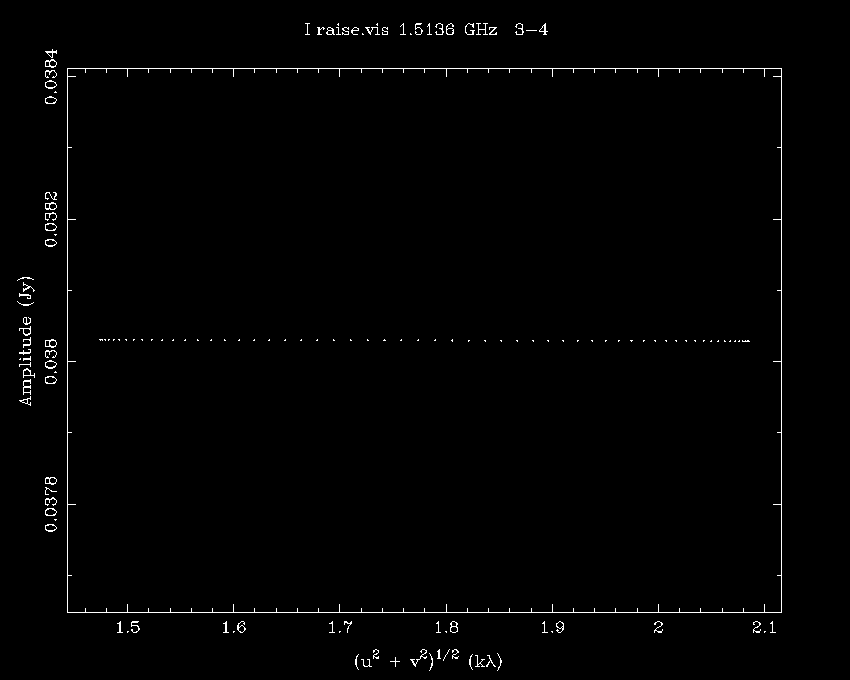 I raise.vis 1.5136 GHz 3-4
0.0384
0.0382
0.038
0.0378
Amplitude (Jy)
1.5 1.6 1.7 1.8 1.9 2 2.1
(u² + v²)^1/2 (kλ)